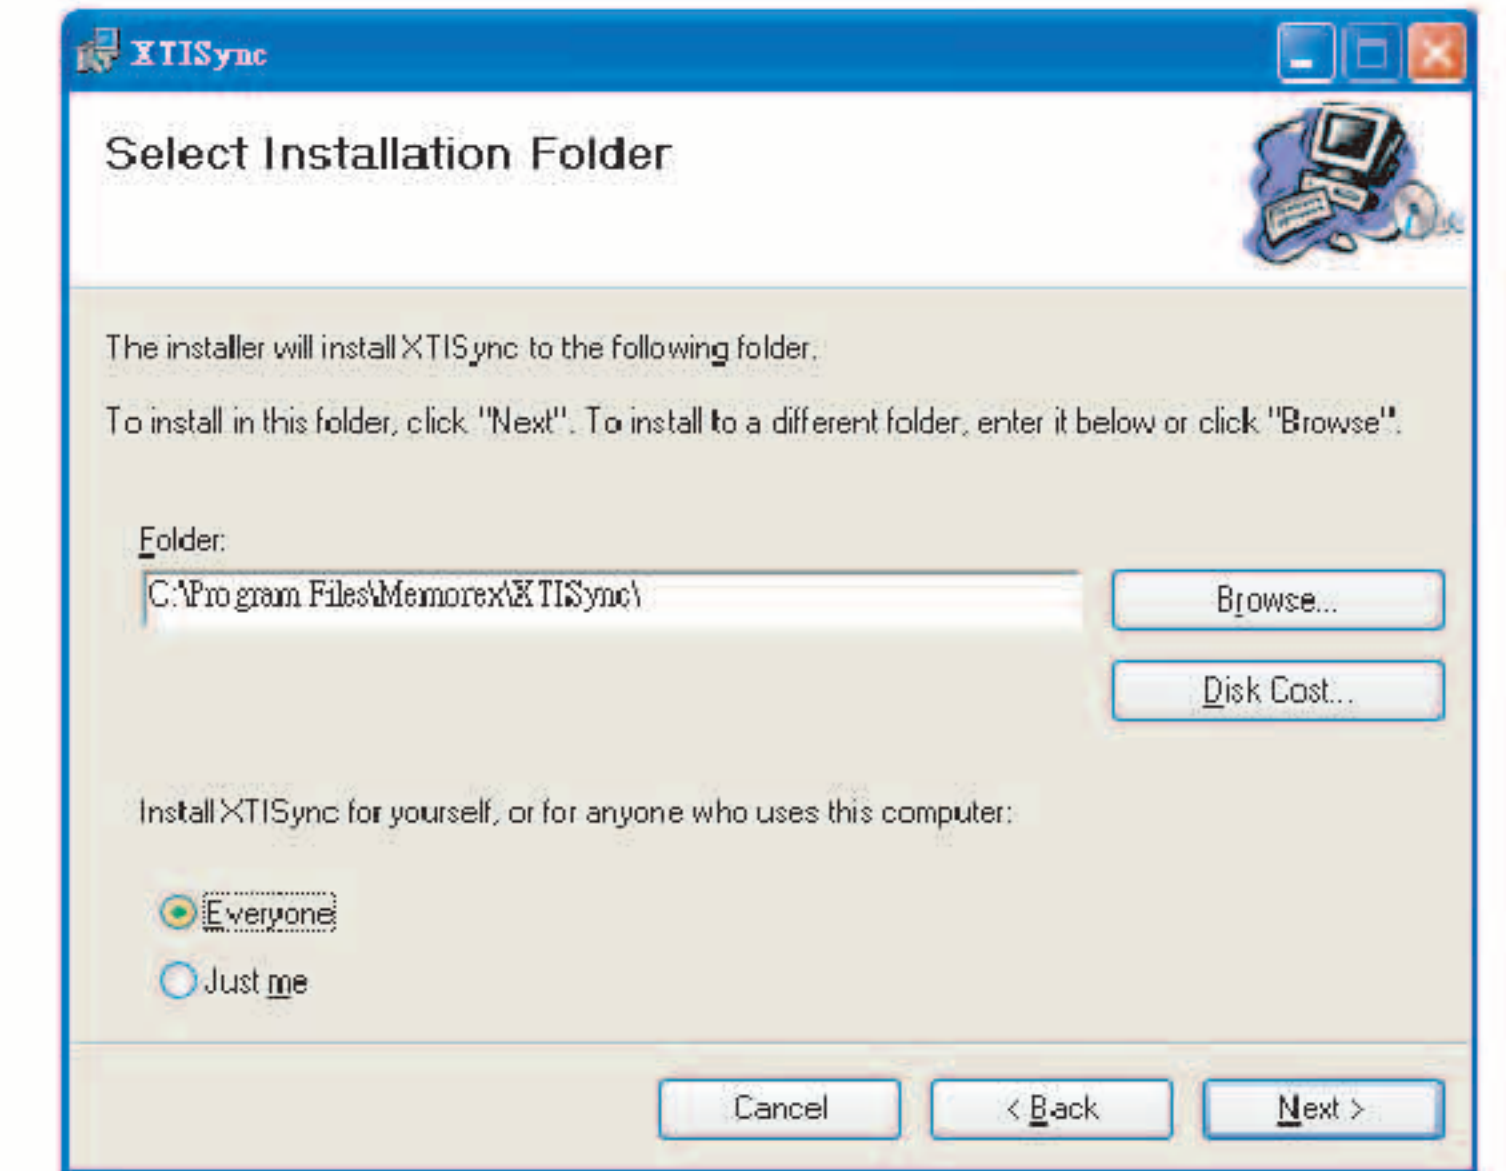 XTISync
Select Installation Folder
The installer will install XTISync to the following folder.
To install in this folder, click "Next". To install to a different folder, enter it below or click "Browse".
Folder:
C:\Program Files\Memorex\XTISync\
Browse...
Disk Cost...
Install XTISync for yourself, or for anyone who uses this computer:
Everyone
Just me
Cancel
< Back
Next >